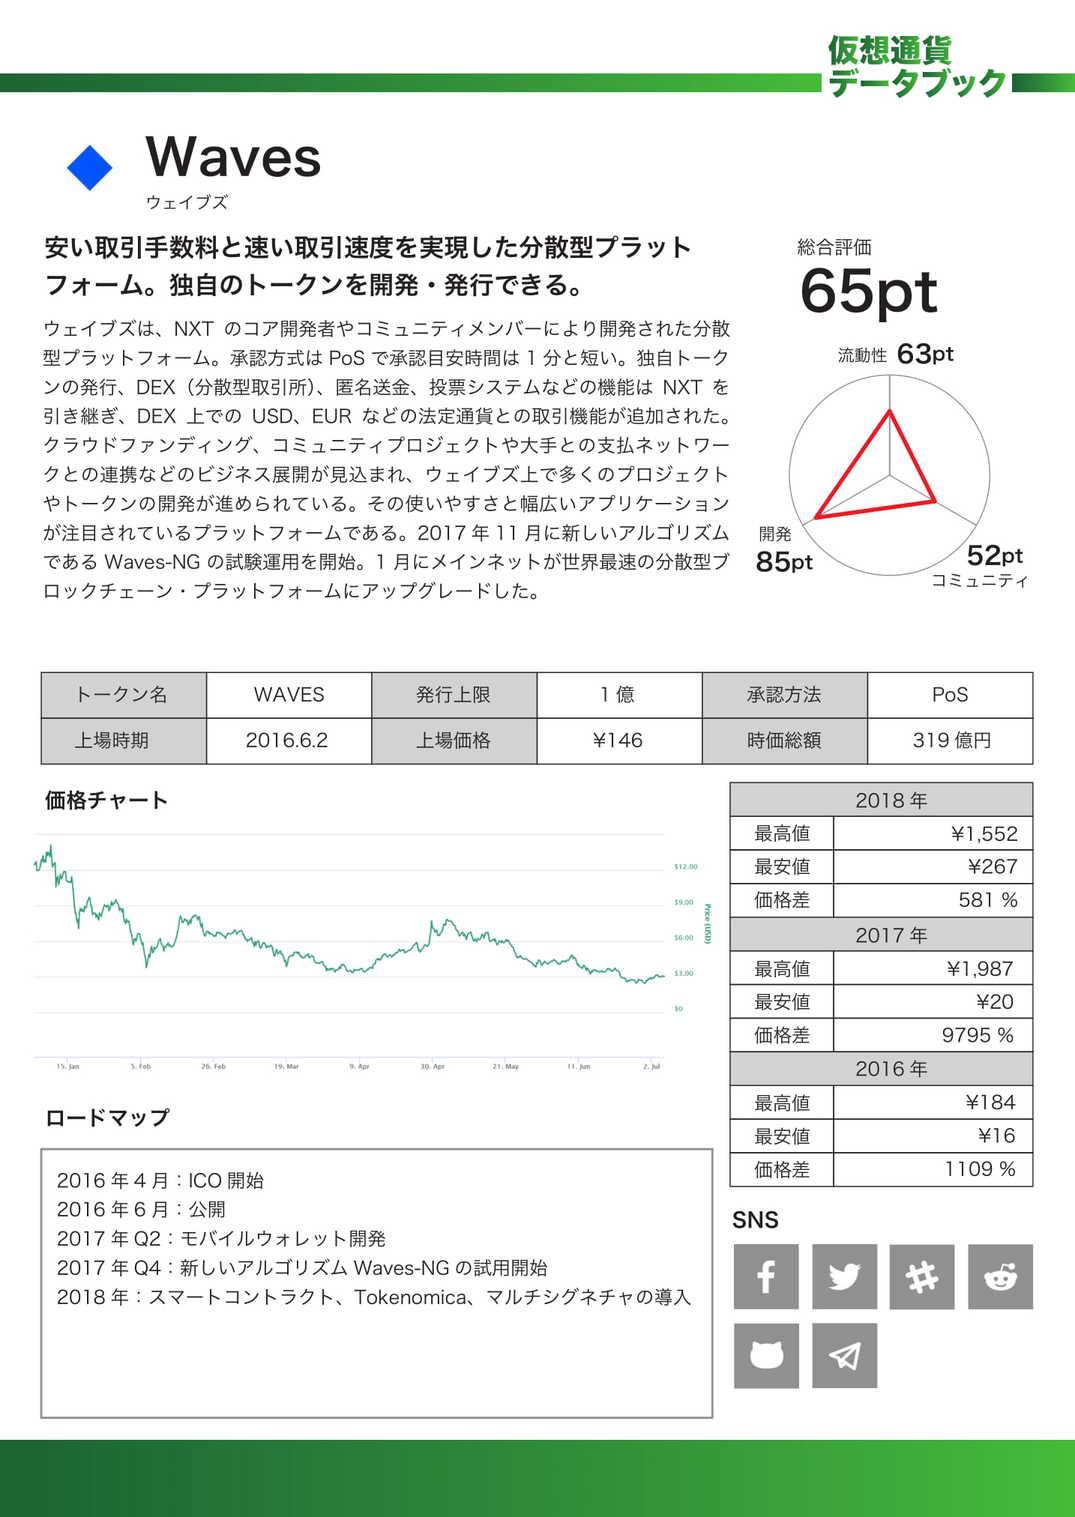 仮想通貨
データブック
Waves
ウェイブズ
安い取引手数料と速い取引速度を実現した分散型プラット
フォーム。独自のトークンを開発・発行できる。
ウェイブズは、NXT のコア開発者やコミュニティメンバーにより開発された分散
型プラットフォーム。承認方式は PoS で承認目安時間は 1 分と短い。独自トーク
ンの発行、DEX（分散型取引所）、匿名送金、投票システムなどの機能は NXT を
引き継ぎ、DEX 上での USD、EUR などの法定通貨との取引機能が追加された。
クラウドファンディング、コミュニティプロジェクトや大手との支払ネットワー
クとの連携などのビジネス展開が見込まれ、ウェイブズ上で多くのプロジェクト
やトークンの開発が進められている。その使いやすさと幅広いアプリケーション
が注目されているプラットフォームである。2017 年 11 月に新しいアルゴリズム
である Waves-NG の試験運用を開始。1 月にメインネットが世界最速の分散型ブ
ロックチェーン・プラットフォームにアップグレードした。
総合評価
65pt
流動性 63pt
開発
85pt
52pt
コミュニティ
トークン名 WAVES 発行上限 1 億 承認方法 PoS
上場時期 2016.6.2 上場価格 ¥146 時価総額 319 億円
価格チャート
$12.00
$9.00
$6.00
$3.00
$0
Price (USD)
15. Jan 5. Feb 26. Feb 19. Mar 9. Apr 30. Apr 21. May 11. Jun 2. Jul
2018 年
最高値 ¥1,552
最安値 ¥267
価格差 581 %
2017 年
最高値 ¥1,987
最安値 ¥20
価格差 9795 %
2016 年
最高値 ¥184
最安値 ¥16
価格差 1109 %
ロードマップ
2016 年 4 月：ICO 開始
2016 年 6 月：公開
2017 年 Q2：モバイルウォレット開発
2017 年 Q4：新しいアルゴリズム Waves-NG の試用開始
2018 年：スマートコントラクト、Tokenomica、マルチシグネチャの導入
SNS